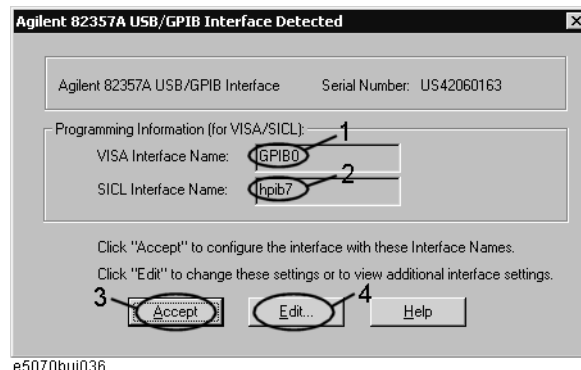 Agilent 82357A USB/GPIB Interface Detected
Agilent 82357A USB/GPIB Interface Serial Number: US42060163
Programming Information (for VISA/SICL):
1
VISA Interface Name: GPIB0
2
SICL Interface Name: hpib7
Click "Accept" to configure the interface with these Interface Names.
Click "Edit" to change these settings or to view additional interface settings.
3 4
Accept Edit... Help
e5070buj036